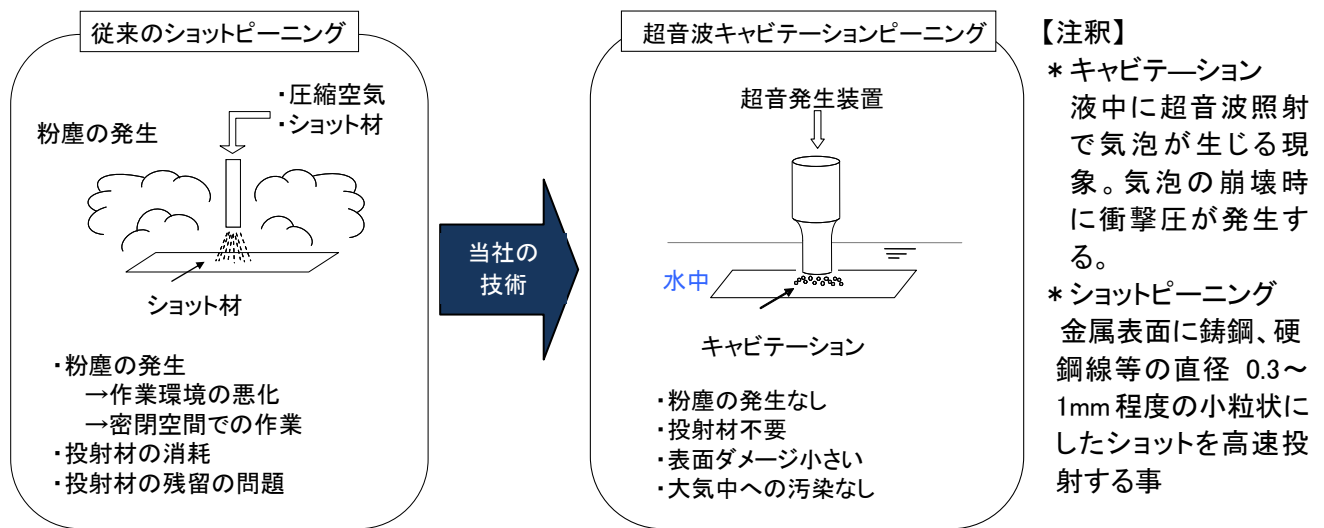 従来のショットピーニング
・圧縮空気
・ショット材
粉塵の発生
ショット材
・粉塵の発生
→作業環境の悪化
→密閉空間での作業
・投射材の消耗
・投射材の残留の問題
当社の
技術
超音波キャビテーションピーニング
超音発生装置
水中
キャビテーション
・粉塵の発生なし
・投射材不要
・表面ダメージ小さい
・大気中への汚染なし
【注釈】
＊キャビテ―ション
液中に超音波照射
で気泡が生じる現
象。気泡の崩壊時
に衝撃圧が発生す
る。
＊ショットピーニング
金属表面に鋳鋼、硬
鋼線等の直径 0.3～
1mm 程度の小粒状に
したショットを高速投
射する事